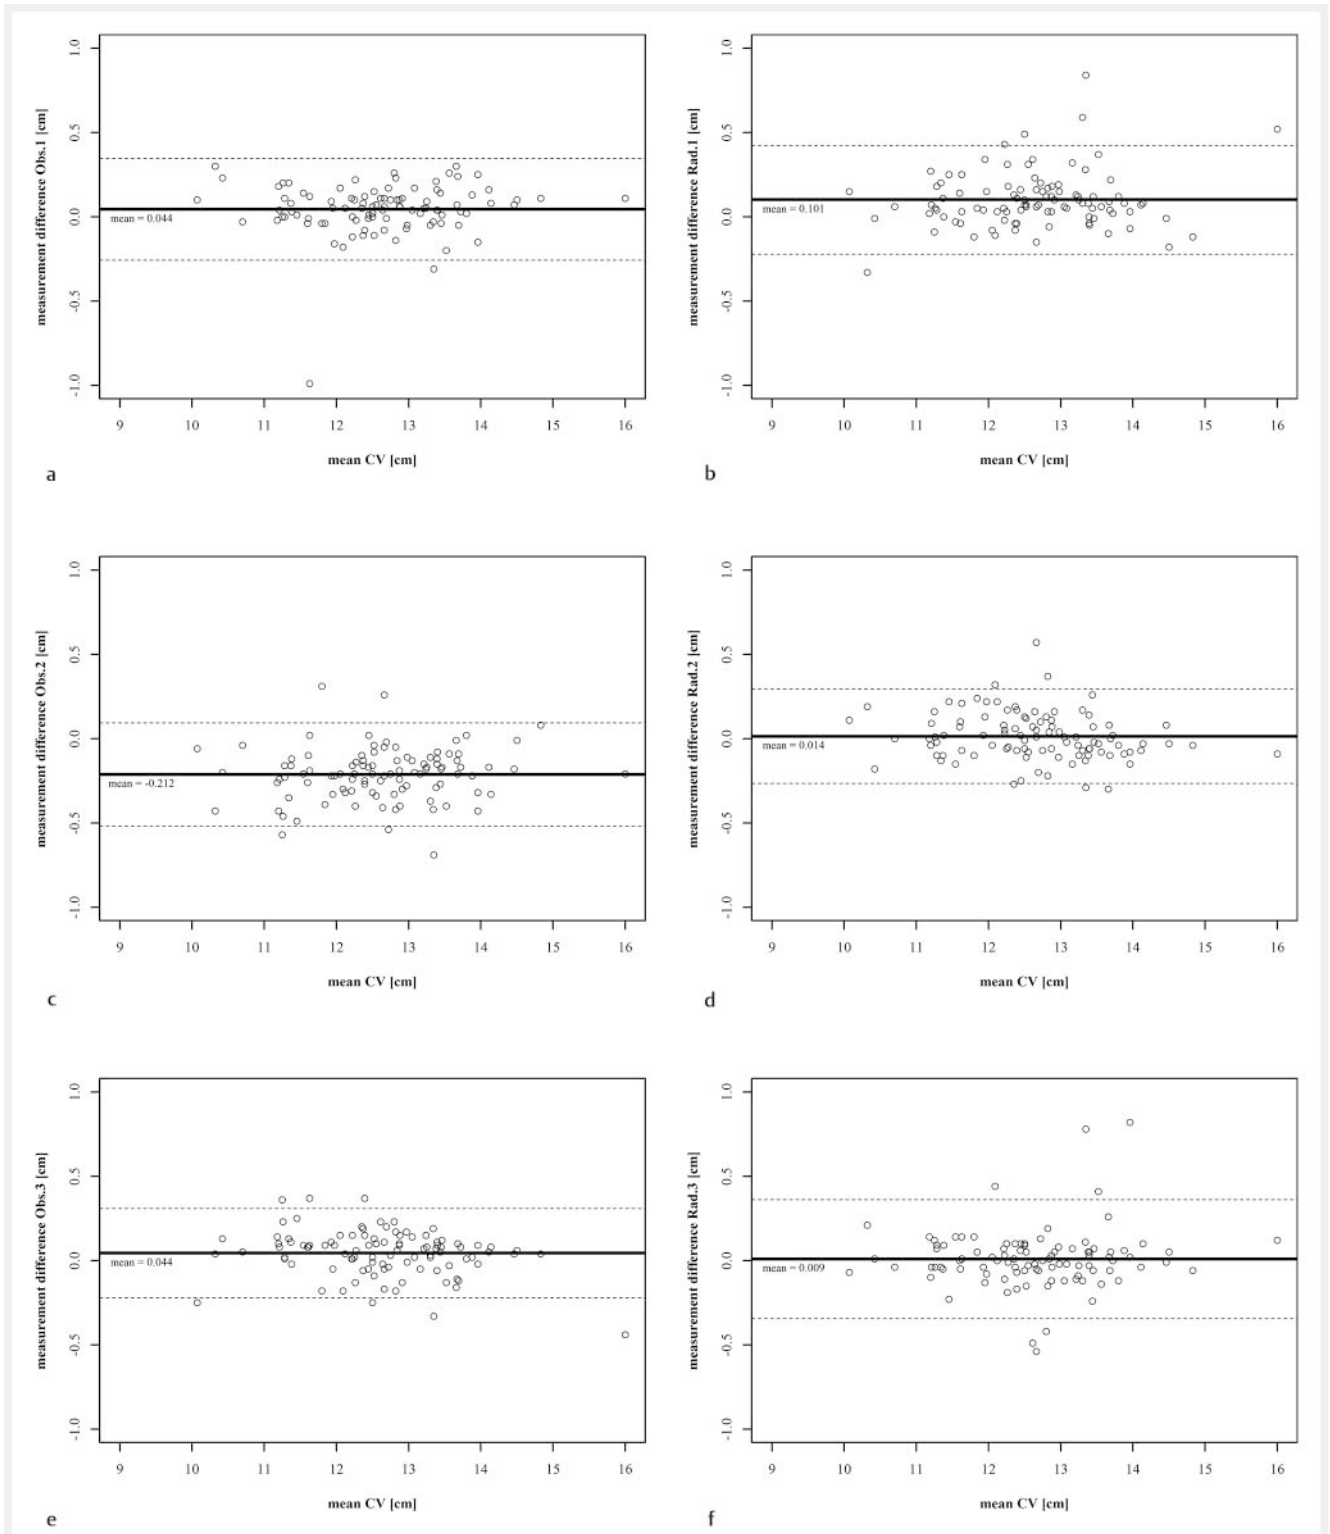 measurement difference Obs.1 [cm]
1.0
0.5
0.0
-0.5
-1.0
mean = 0.044
9 10 11 12 13 14 15 16
mean CV [cm]
a
measurement difference Rad.1 [cm]
1.0
0.5
0.0
-0.5
-1.0
mean = 0.101
9 10 11 12 13 14 15 16
mean CV [cm]
b
measurement difference Obs.2 [cm]
1.0
0.5
0.0
-0.5
-1.0
mean = -0.212
9 10 11 12 13 14 15 16
mean CV [cm]
c
measurement difference Rad.2 [cm]
1.0
0.5
0.0
-0.5
-1.0
mean = 0.014
9 10 11 12 13 14 15 16
mean CV [cm]
d
measurement difference Obs.3 [cm]
1.0
0.5
0.0
-0.5
-1.0
mean = 0.044
9 10 11 12 13 14 15 16
mean CV [cm]
e
measurement difference Rad.3 [cm]
1.0
0.5
0.0
-0.5
-1.0
mean = 0.009
9 10 11 12 13 14 15 16
mean CV [cm]
f